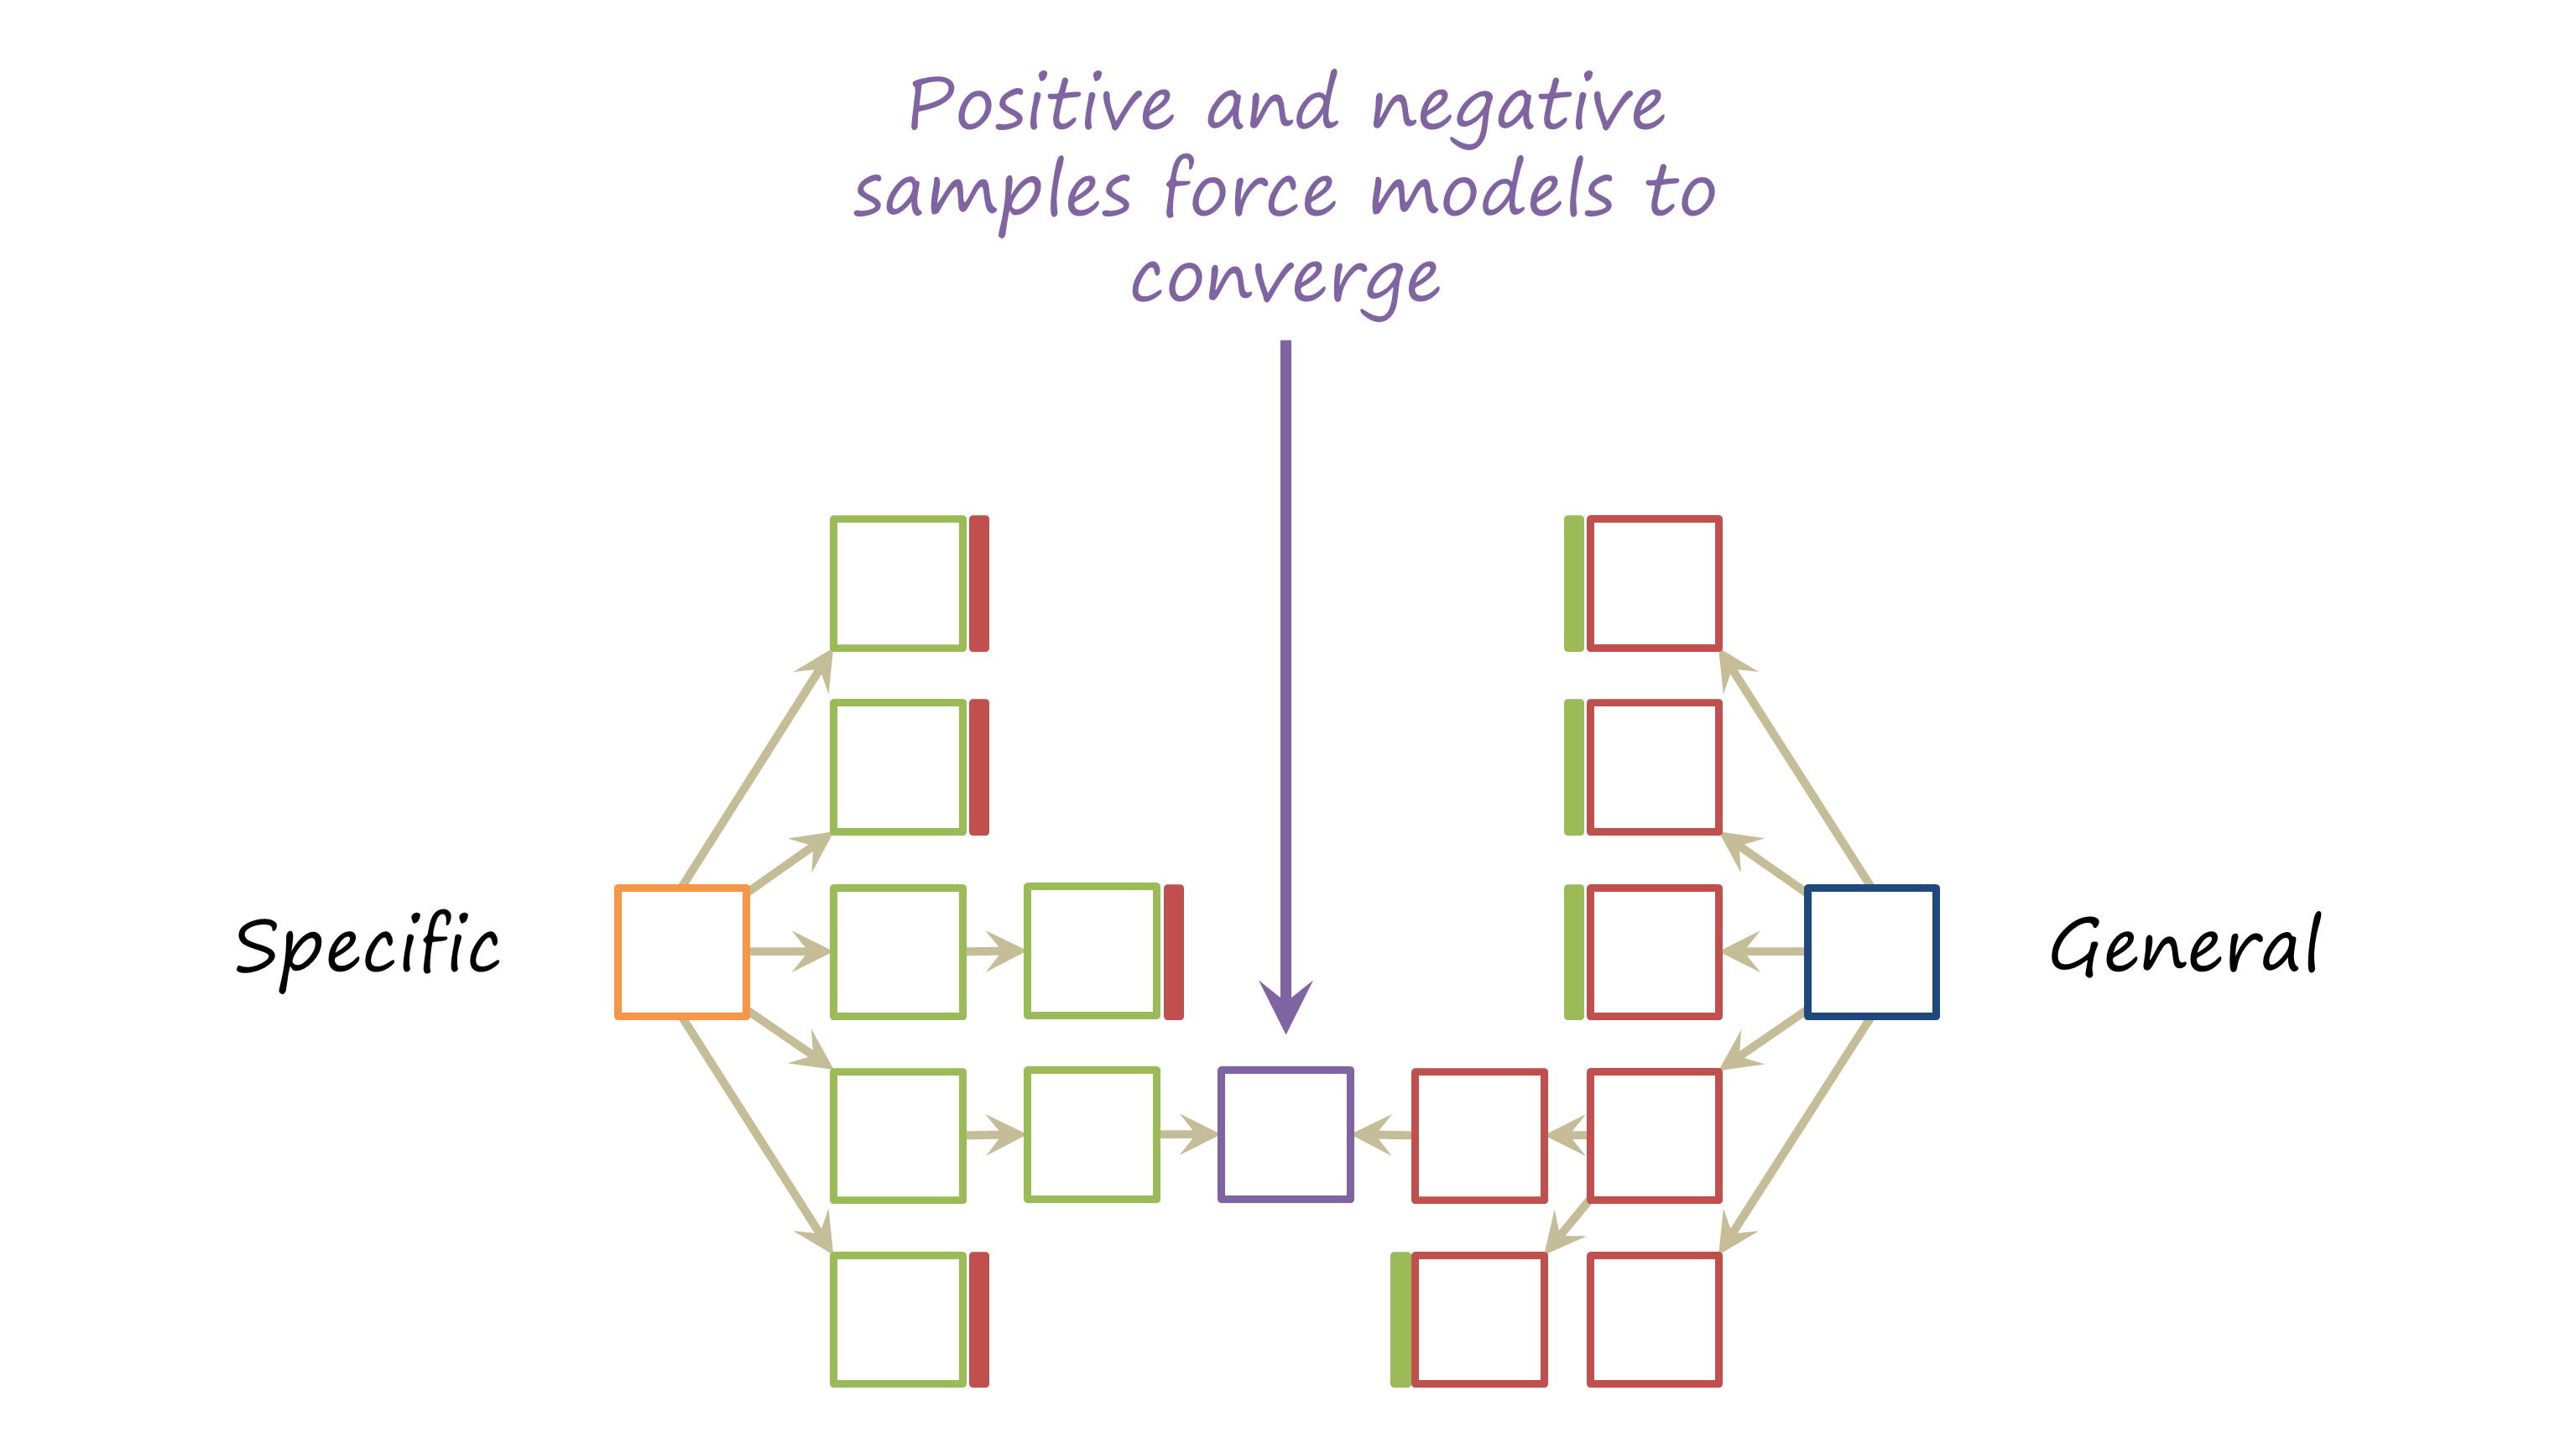 Positive and negative
samples force models to
converge
Specific
General